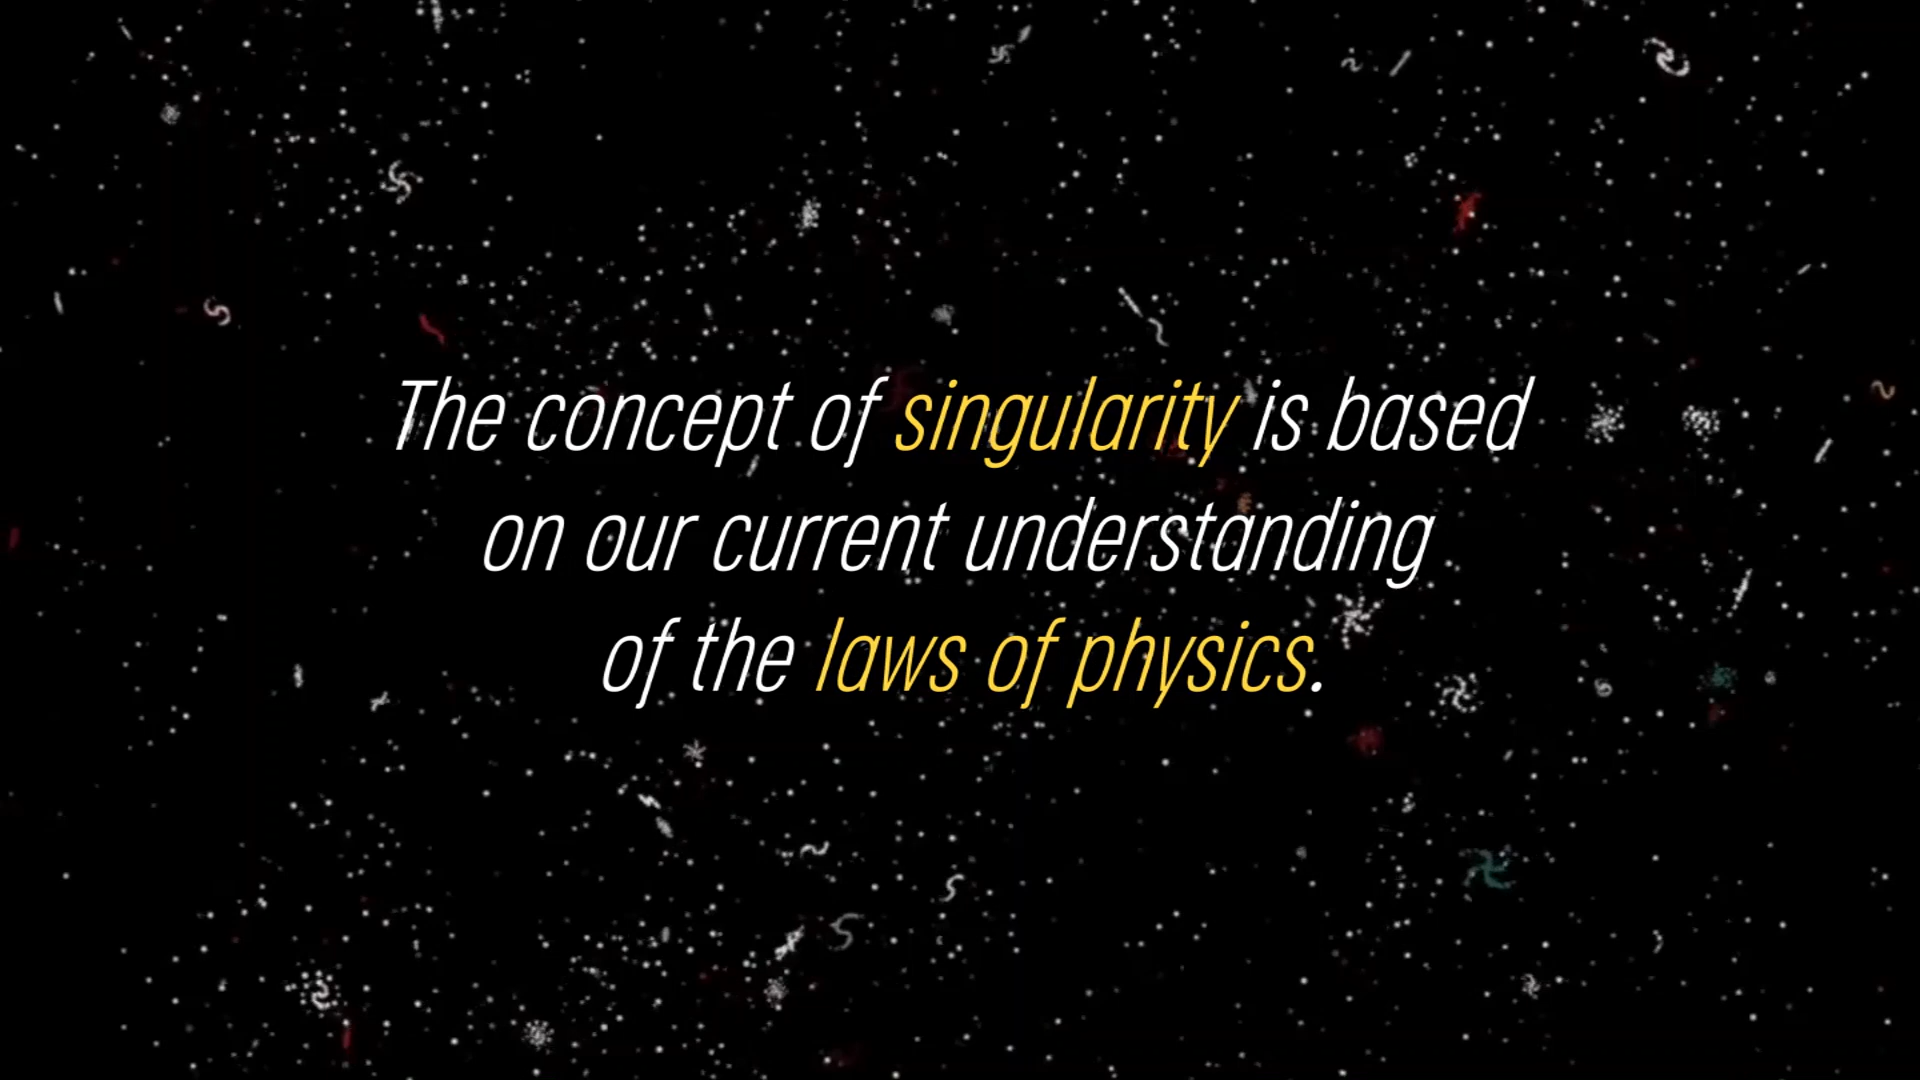 The concept of singularity is based
on our current understanding
of the laws of physics.